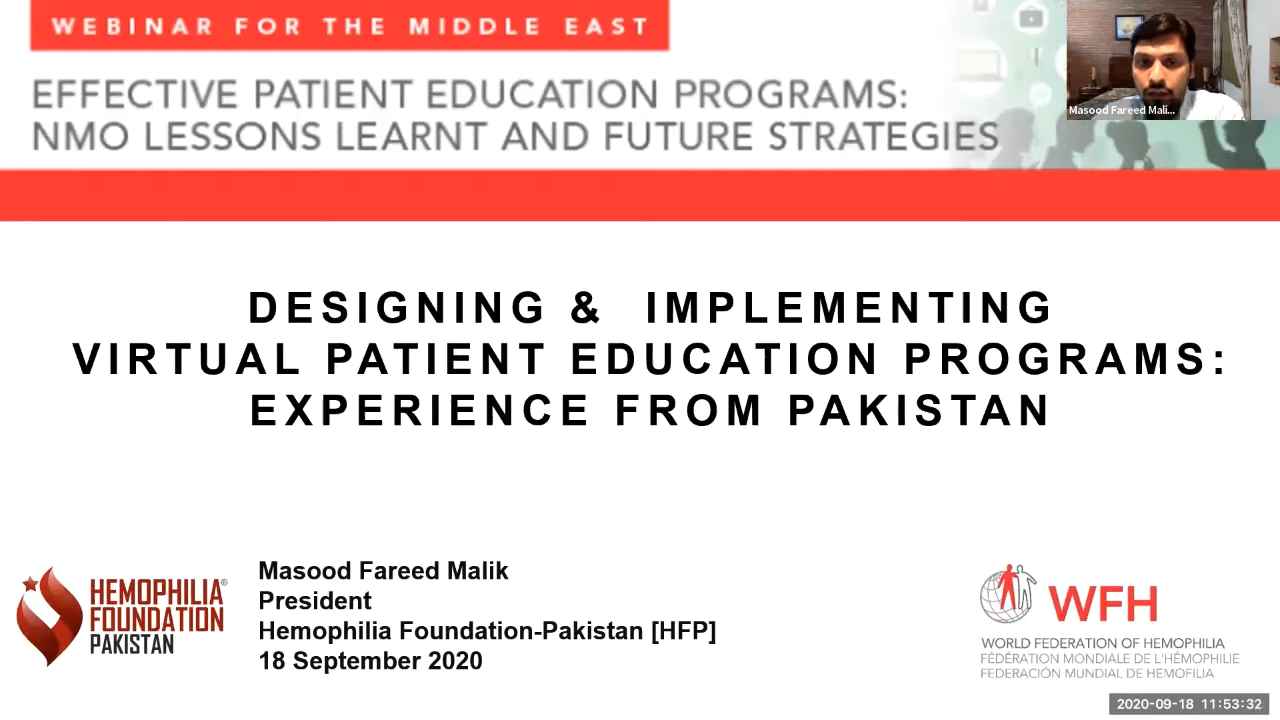 WEBINAR FOR THE MIDDLE EAST
EFFECTIVE PATIENT EDUCATION PROGRAMS:
NMO LESSONS LEARNT AND FUTURE STRATEGIES
Masood Fareed Mali...
DESIGNING & IMPLEMENTING
VIRTUAL PATIENT EDUCATION PROGRAMS:
EXPERIENCE FROM PAKISTAN
HEMOPHILIA®
FOUNDATION
PAKISTAN
Masood Fareed Malik
President
Hemophilia Foundation-Pakistan [HFP]
18 September 2020
WFH
WORLD FEDERATION OF HEMOPHILIA
FÉDÉRATION MONDIALE DE L'HÉMOPHILIE
FEDERACIÓN MUNDIAL DE HEMOFILIA
2020-09-18 11:53:32